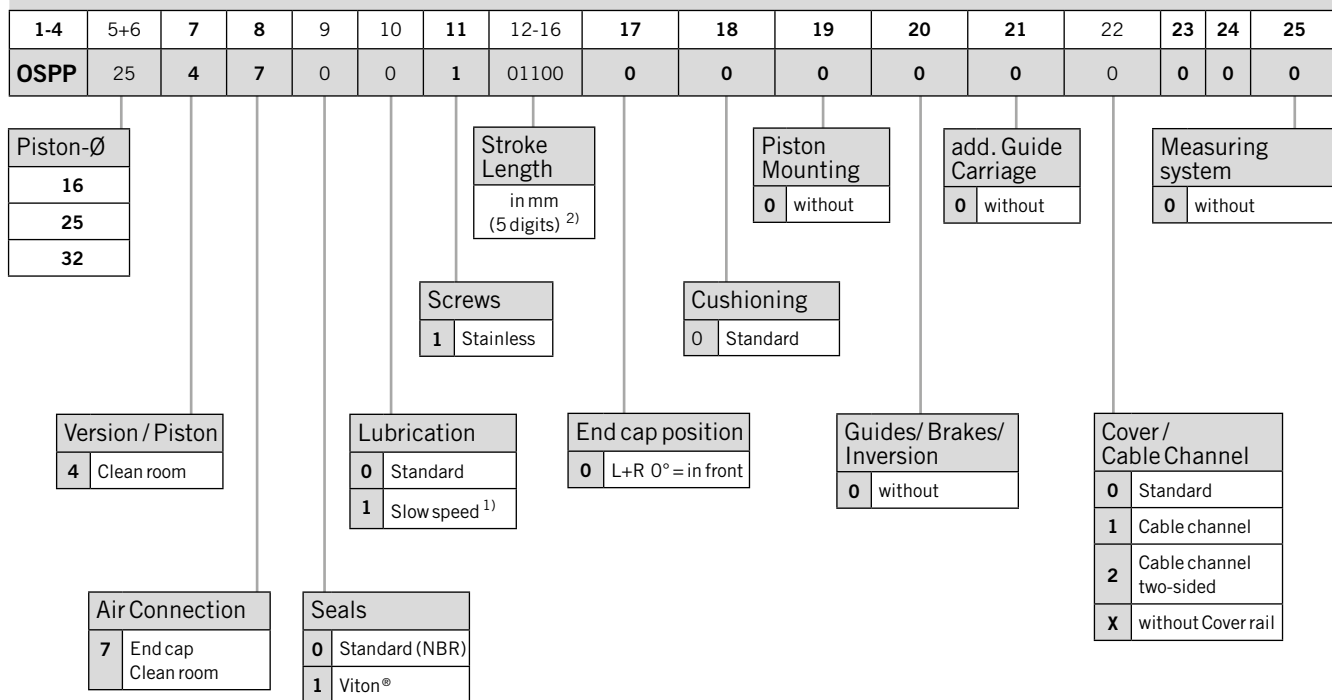 1-4 5+6 7 8 9 10 11 12-16 17 18 19 20 21 22 23 24 25
OSPP 25 4 7 0 0 1 01100 0 0 0 0 0 0 0 0 0
Piston-Ø
16
25
32
Stroke
Length
in mm
(5 digits) 2)
Piston
Mounting
0 without
add. Guide
Carriage
0 without
Measuring
system
0 without
Screws
1 Stainless
Cushioning
0 Standard
Version / Piston
4 Clean room
Lubrication
0 Standard
1 Slow speed 1)
End cap position
0 L+R 0° = in front
Guides/ Brakes/
Inversion
0 without
Cover /
Cable Channel
0 Standard
1 Cable channel
2 Cable channel
two-sided
X without Cover rail
Air Connection
7 End cap
Clean room
Seals
0 Standard (NBR)
1 Viton®